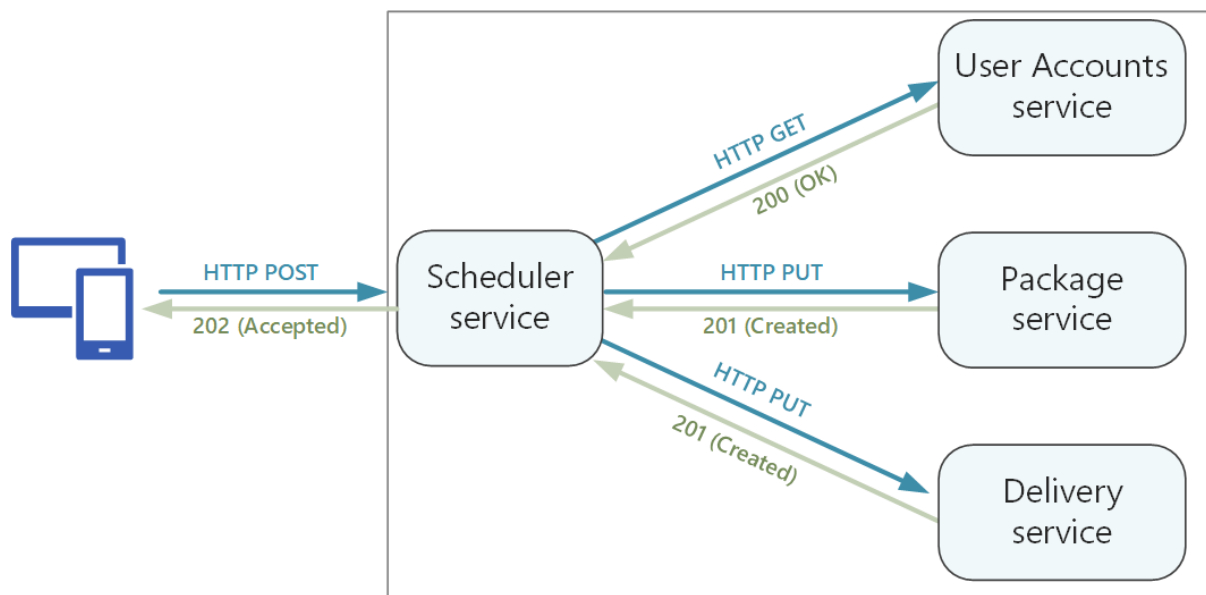 User Accounts
service
HTTP GET
200 (OK)
HTTP POST
202 (Accepted)
Scheduler
service
HTTP PUT
201 (Created)
Package
service
HTTP PUT
201 (Created)
Delivery
service